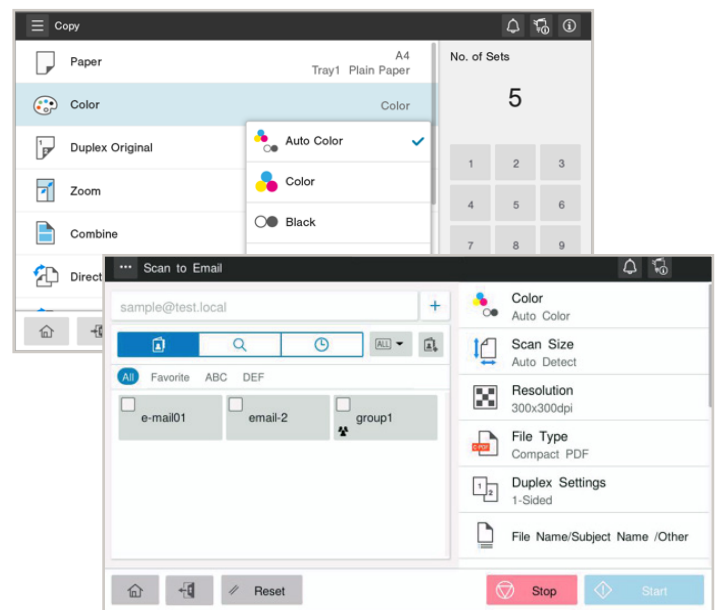 Copy
Paper
A4
Tray1 Plain Paper
Color
Color
Duplex Original
Zoom
Combine
Direct
Auto Color
Color
Black
No. of Sets
5
1 2 3
4 5 6
7 8 9
Scan to Email
sample@test.local
ALL
All Favorite ABC DEF
e-mail01 email-2 group1
Color
Auto Color
Scan Size
Auto Detect
Resolution
300x300dpi
File Type
Compact PDF
Duplex Settings
1-Sided
File Name/Subject Name /Other
Reset
Stop
Start